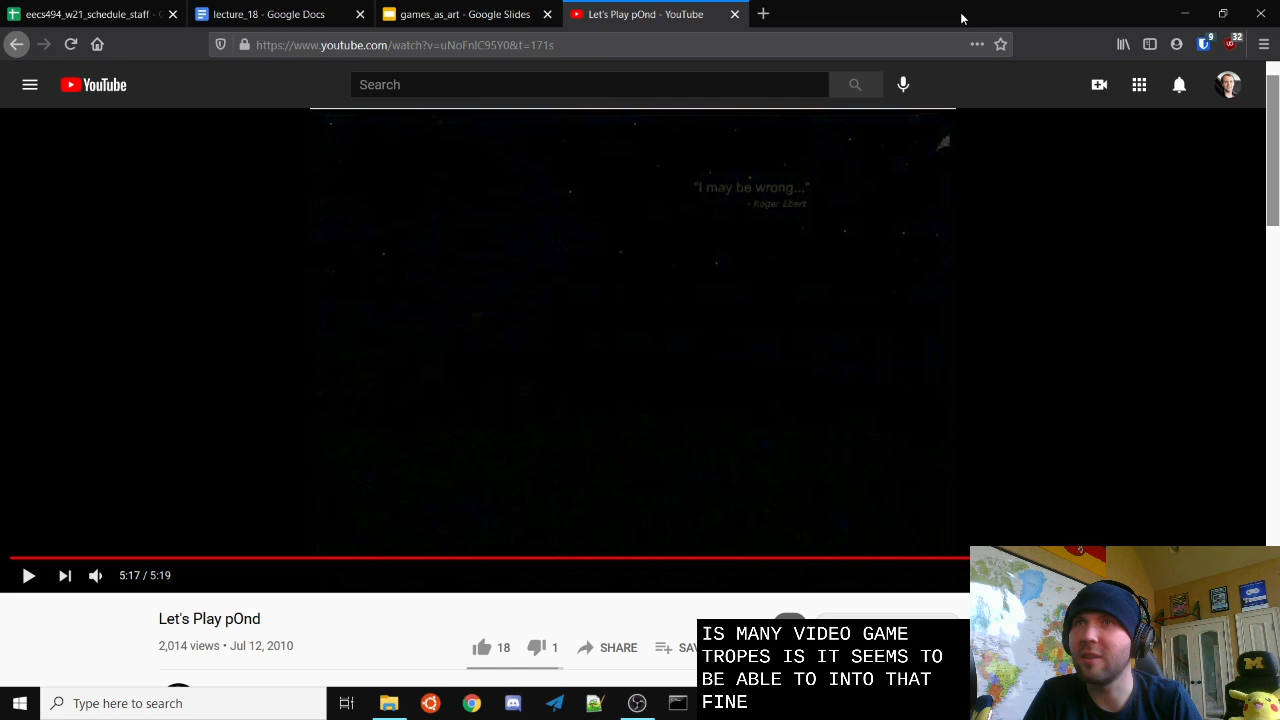 eecs494_w21_schedule_staff - G
lecture_18 - Google Docs
games_as_art - Google Slides
Let's Play pOnd - YouTube
https://www.youtube.com/watch?v=uNoFnlC95Y0&t=171s
9
32
YouTube
Search
"I may be wrong..."
- Roger Ebert
5:17 / 5:19
Let's Play pOnd
2,014 views • Jul 12, 2010
18
1
SHARE
SAV
IS MANY VIDEO GAME
TROPES IS IT SEEMS TO
BE ABLE TO INTO THAT
FINE
Type here to search
M